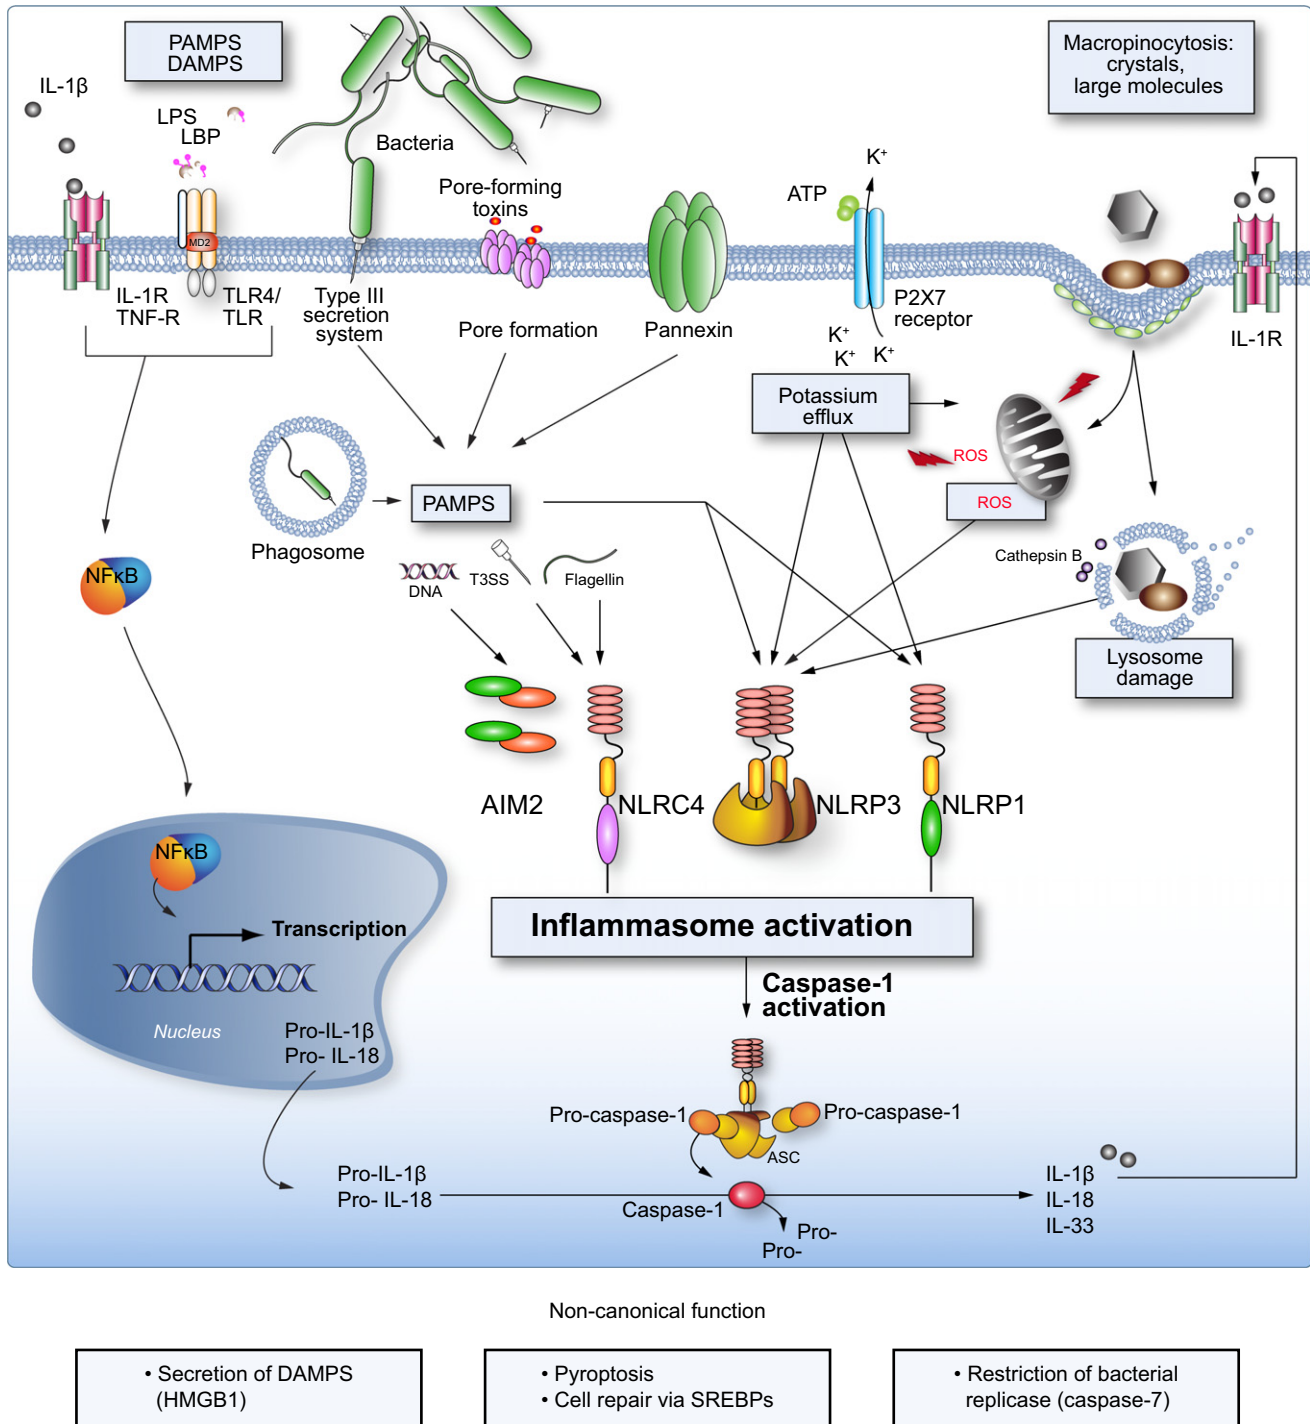 PAMPS
DAMPS
Macropinocytosis:
crystals,
large molecules
IL-1β
LPS
LBP
Bacteria
Pore-forming
toxins
ATP
K⁺
MD2
IL-1R
TNF-R
TLR4/
TLR
Type III
secretion
system
Pore formation
Pannexin
P2X7
receptor
K⁺
K⁺
K⁺
IL-1R
Potassium
efflux
ROS
ROS
Phagosome
PAMPS
Cathepsin B
DNA
T3SS
Flagellin
NFκB
Lysosome
damage
AIM2
NLRC4
NLRP3
NLRP1
NFκB
Transcription
Inflammasome activation
Caspase-1
activation
Nucleus
Pro-IL-1β
Pro- IL-18
Pro-caspase-1
Pro-caspase-1
ASC
Pro-IL-1β
Pro- IL-18
Caspase-1
Pro-
Pro-
IL-1β
IL-18
IL-33
Non-canonical function
• Secretion of DAMPS
(HMGB1)
• Pyroptosis
• Cell repair via SREBPs
• Restriction of bacterial
replicase (caspase-7)